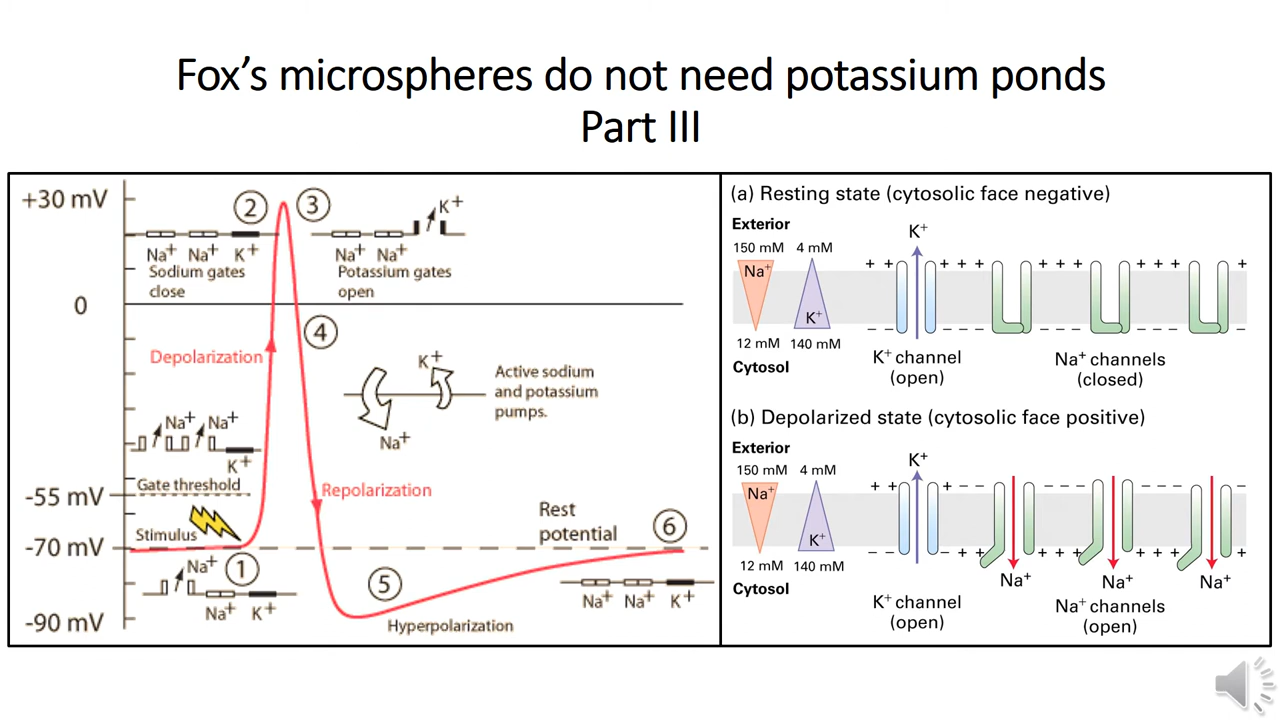 Fox's microspheres do not need potassium ponds
Part III
+30 mV
0
-55 mV
-70 mV
-90 mV
2
3
K+
Na+ Na+ K+
Sodium gates
close
Na+ Na+
Potassium gates
open
Depolarization
4
K+
Na+
Active sodium
and potassium
pumps.
Na+ Na+
K+
Gate threshold
Stimulus
Repolarization
Rest
potential
6
Na+
1
Na+ K+
5
Na+ Na+ K+
Hyperpolarization
(a) Resting state (cytosolic face negative)
Exterior
150 mM 4 mM
Na+
K+
12 mM 140 mM
Cytosol
K+
+ + + + + + + + + + + +
– – – – – – – – – –
K+ channel
(open)
Na+ channels
(closed)
(b) Depolarized state (cytosolic face positive)
Exterior
150 mM 4 mM
Na+
K+
12 mM 140 mM
Cytosol
K+
+ + + + – – – – – – – –
– – – – + + + + + + + + +
Na+ Na+ Na+
K+ channel
(open)
Na+ channels
(open)